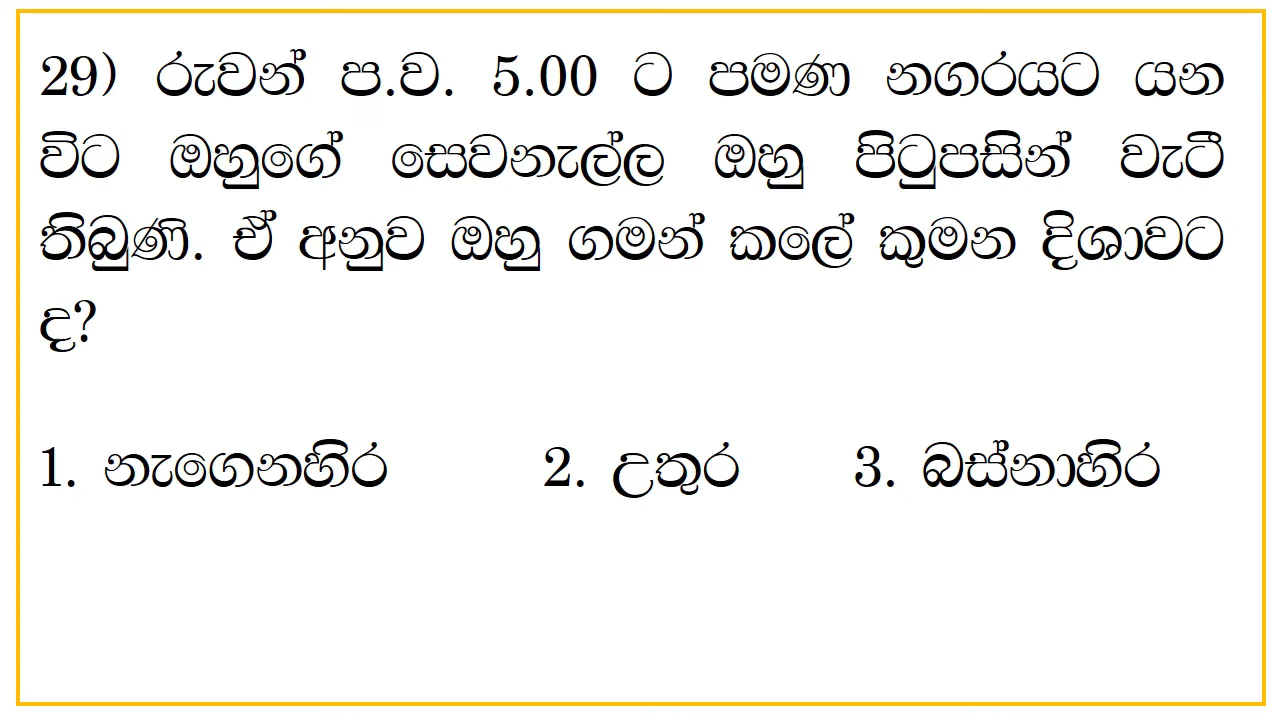 29) රුවන් ප.ව. 5.00 ට පමණ නගරයට යන
විට ඔහුගේ සෙවනැල්ල ඔහු පිටුපසින් වැටී
තිබුණි. ඒ අනුව ඔහු ගමන් කලේ කුමන දිශාවට
ද?
1. නැගෙනහිර 2. උතුර 3. බස්නාහිර